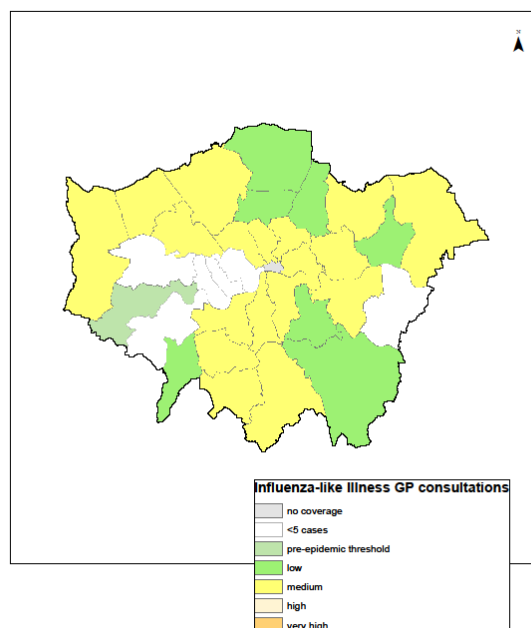 N
Influenza-like Illness GP consultations
no coverage
<5 cases
pre-epidemic threshold
low
medium
high
very high